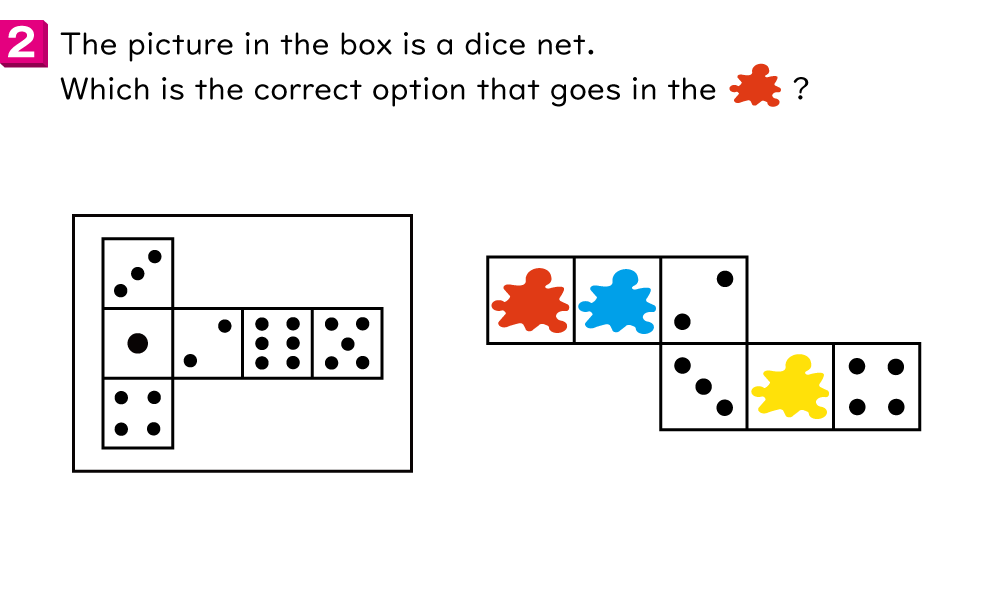 2 The picture in the box is a dice net.
Which is the correct option that goes in the ?